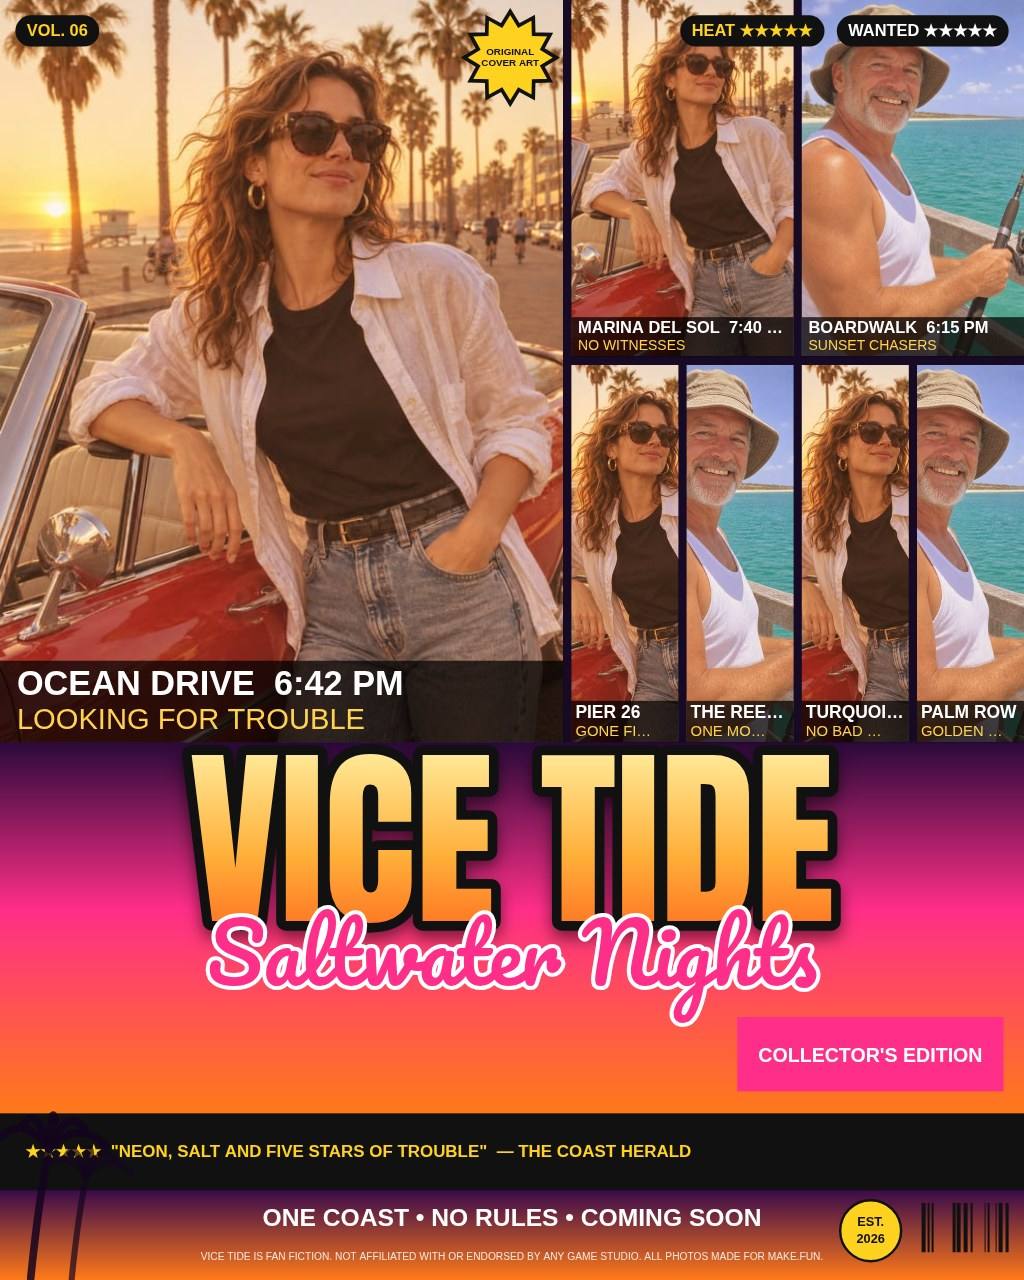 VOL. 06
ORIGINAL
COVER ART
HEAT ★★★★★
WANTED ★★★★★
MARINA DEL SOL 7:40 ...
NO WITNESSES
BOARDWALK 6:15 PM
SUNSET CHASERS
OCEAN DRIVE 6:42 PM
LOOKING FOR TROUBLE
PIER 26
GONE FI...
THE REE...
ONE MO...
TURQUOI...
NO BAD ...
PALM ROW
GOLDEN ...
VICE TIDE
Saltwater Nights
COLLECTOR'S EDITION
★★★★★ "NEON, SALT AND FIVE STARS OF TROUBLE" — THE COAST HERALD
ONE COAST • NO RULES • COMING SOON
EST.
2026
VICE TIDE IS FAN FICTION. NOT AFFILIATED WITH OR ENDORSED BY ANY GAME STUDIO. ALL PHOTOS MADE FOR MAKE.FUN.